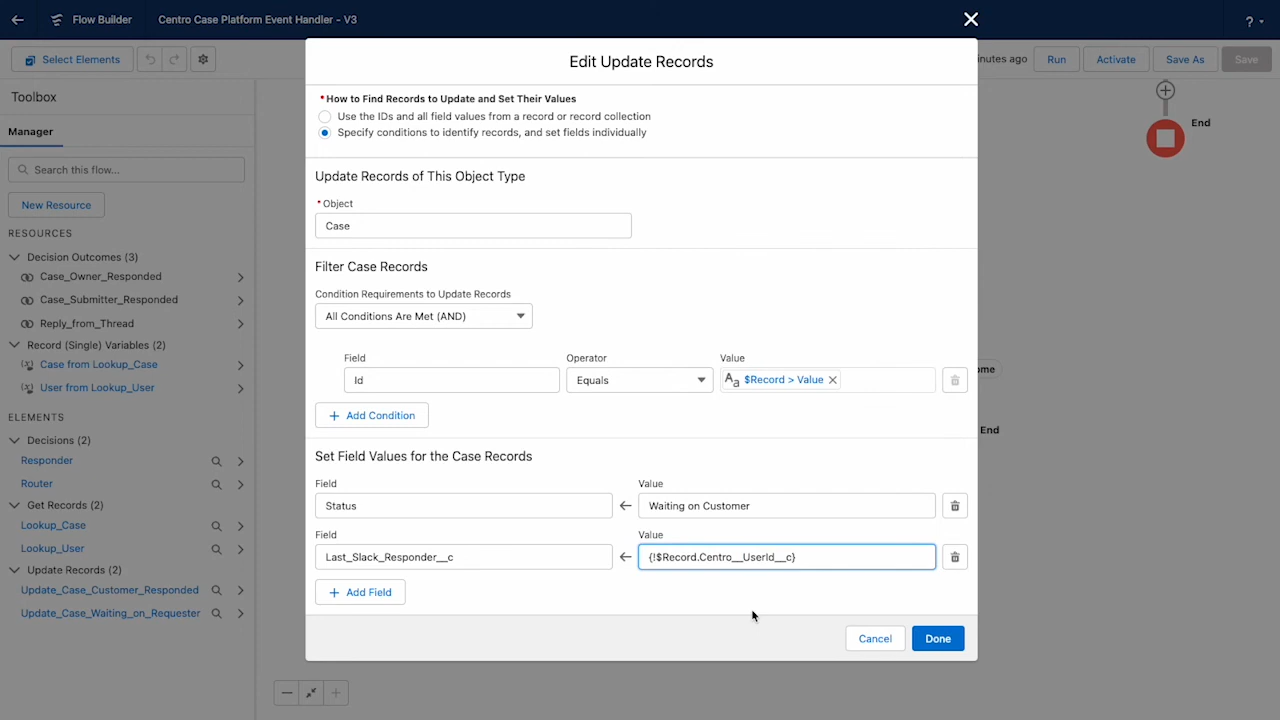 Flow Builder
Centro Case Platform Event Handler - V3
?
Select Elements
inutes ago
Run
Activate
Save As
Save
Toolbox
Manager
Search this flow...
New Resource
RESOURCES
Decision Outcomes (3)
Case_Owner_Responded
Case_Submitter_Responded
Reply_from_Thread
Record (Single) Variables (2)
Case from Lookup_Case
User from Lookup_User
ELEMENTS
Decisions (2)
Responder
Router
Get Records (2)
Lookup_Case
Lookup_User
Update Records (2)
Update_Case_Customer_Responded
Update_Case_Waiting_on_Requester
Edit Update Records
* How to Find Records to Update and Set Their Values
Use the IDs and all field values from a record or record collection
Specify conditions to identify records, and set fields individually
Update Records of This Object Type
* Object
Case
Filter Case Records
Condition Requirements to Update Records
All Conditions Are Met (AND)
Field Operator Value
Id Equals Aa $Record > Value
+ Add Condition
Set Field Values for the Case Records
Field Value
Status Waiting on Customer
Field Value
Last_Slack_Responder__c {!$Record.Centro__UserId__c}
+ Add Field
Cancel Done
End
ome
End